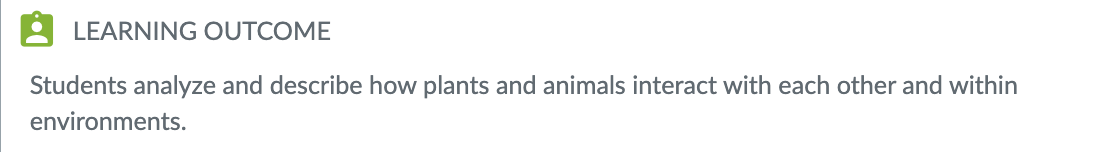 LEARNING OUTCOME
Students analyze and describe how plants and animals interact with each other and within
environments.